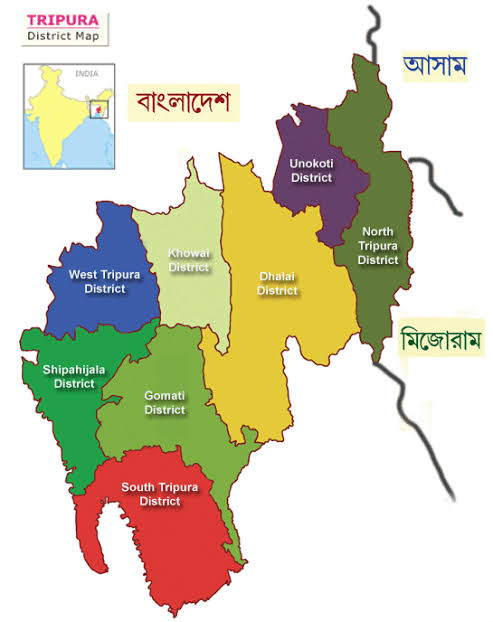 TRIPURA
District Map
INDIA
বাংলাদেশ
আসাম
Unokoti
District
North
Tripura
District
Khowai
District
West Tripura
District
Dhalai
District
মিজোরাম
Shipahijala
District
Gomati
District
South Tripura
District